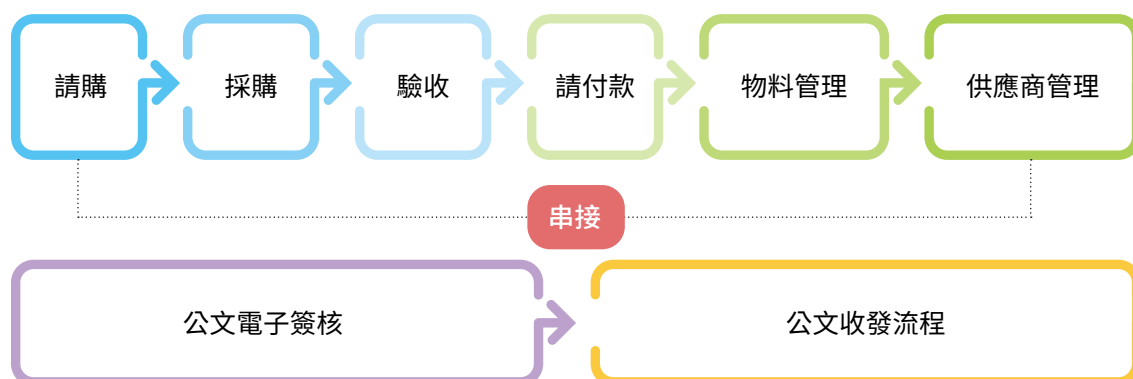 請購
採購
驗收
請付款
物料管理
供應商管理
串接
公文電子簽核
公文收發流程